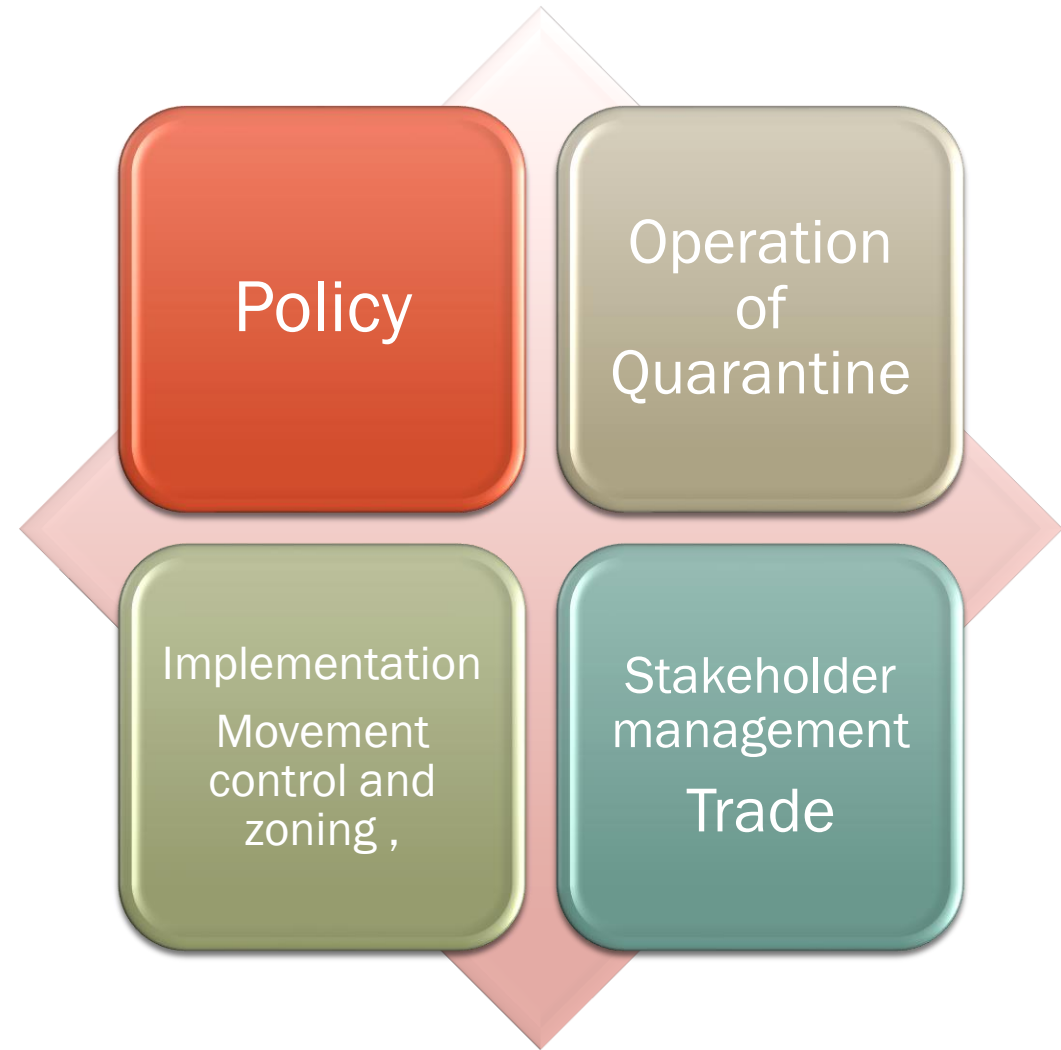 Policy
Operation
of
Quarantine
Implementation
Movement
control and
zoning ,
Stakeholder
management
Trade